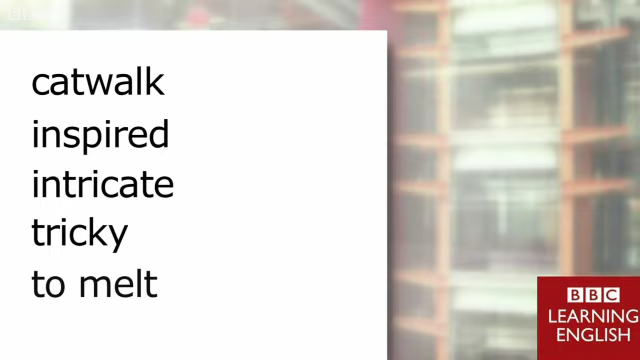 catwalk
inspired
intricate
tricky
to melt
BBC
LEARNING
ENGLISH